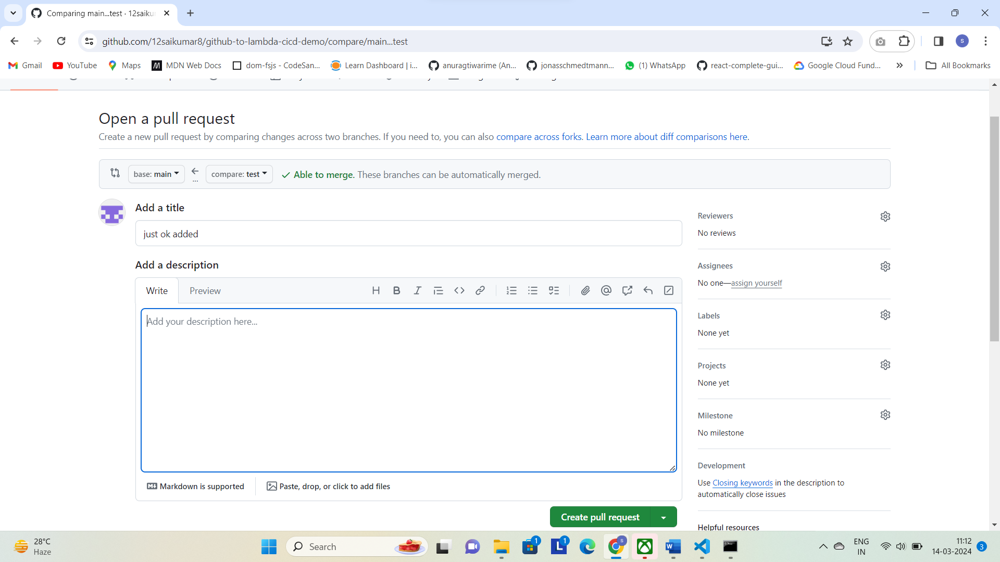 Comparing main...test · 12saiku
github.com/12saikumar8/github-to-lambda-cicd-demo/compare/main...test
S
Gmail
YouTube
Maps
MDN Web Docs
dom-fsjs - CodeSan...
Learn Dashboard | i...
anuragtiwarime (An...
jonasschmedtmann...
(1) WhatsApp
react-complete-gui...
Google Cloud Fund...
All Bookmarks
Open a pull request
Create a new pull request by comparing changes across two branches. If you need to, you can also compare across forks. Learn more about diff comparisons here.
base: main
...
compare: test
Able to merge. These branches can be automatically merged.
Add a title
just ok added
Add a description
Write
Preview
Add your description here...
Markdown is supported
Paste, drop, or click to add files
Create pull request
Reviewers
No reviews
Assignees
No one—assign yourself
Labels
None yet
Projects
None yet
Milestone
No milestone
Development
Use Closing keywords in the description to
automatically close issues
Helpful resources
28°C
Haze
Search
1
1
S
ENG
IN
11:12
14-03-2024
3